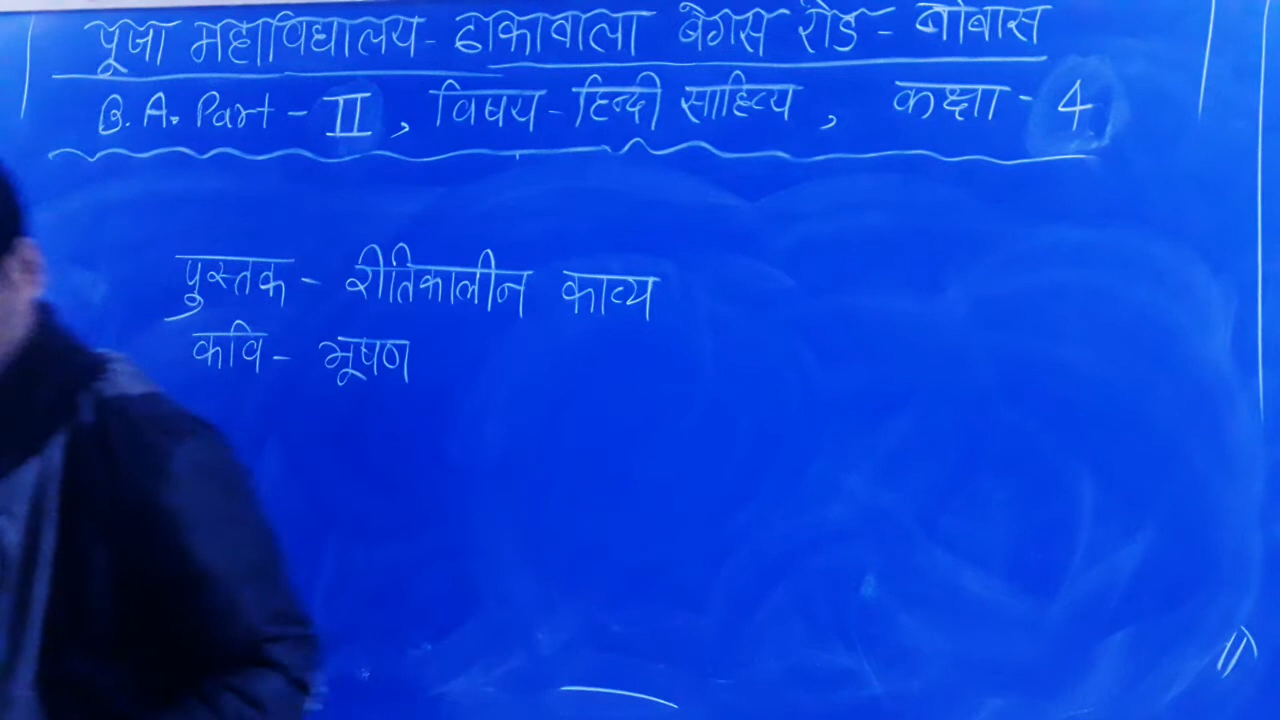 पूजा महाविद्यालय - ढाकावाला बेगस रोड - बोबास
B.A. Part - II, विषय - हिन्दी साहित्य, कक्षा - 4
पुस्तक - रीतिकालीन काव्य
कवि - भूषण